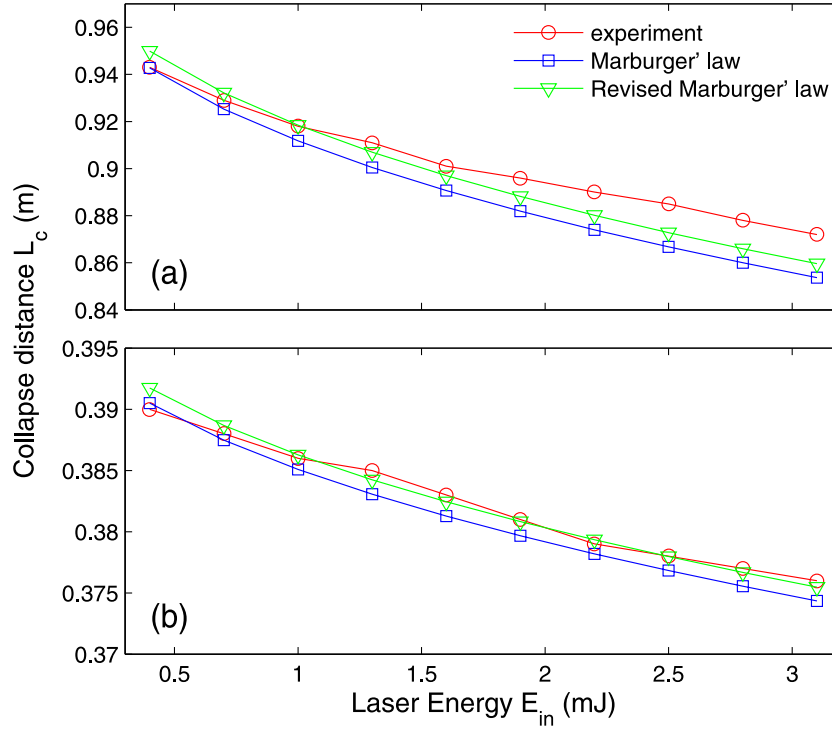 0.96
0.94
0.92
0.9
0.88
0.86
0.84
experiment
Marburger' law
Revised Marburger' law
(a)
Collapse distance L_c (m)
0.395
0.39
0.385
0.38
0.375
0.37
(b)
0.5
1
1.5
2
2.5
3
Laser Energy E_in (mJ)